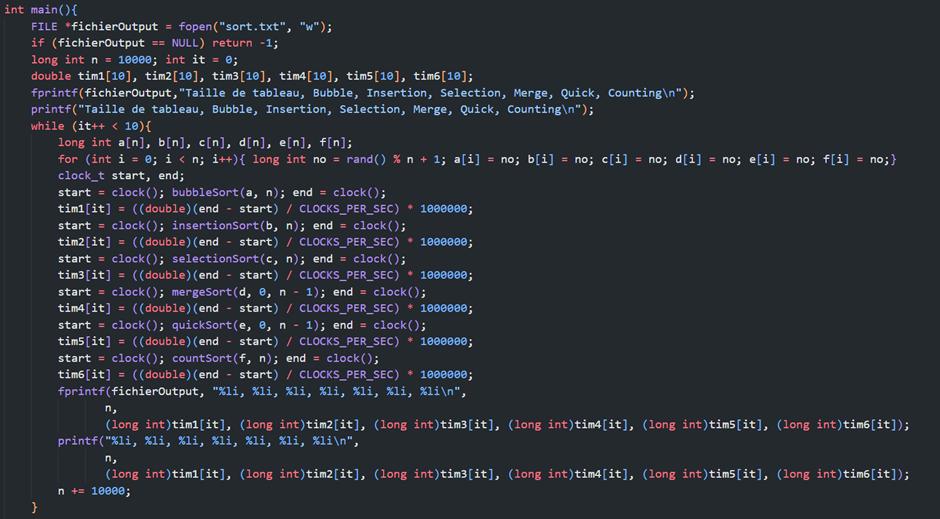 int main(){
    FILE *fichierOutput = fopen("sort.txt", "w");
    if (fichierOutput == NULL) return -1;
    long int n = 10000; int it = 0;
    double tim1[10], tim2[10], tim3[10], tim4[10], tim5[10], tim6[10];
    fprintf(fichierOutput,"Taille de tableau, Bubble, Insertion, Selection, Merge, Quick, Counting\n");
    printf("Taille de tableau, Bubble, Insertion, Selection, Merge, Quick, Counting\n");
    while (it++ < 10){
        long int a[n], b[n], c[n], d[n], e[n], f[n];
        for (int i = 0; i < n; i++){ long int no = rand() % n + 1; a[i] = no; b[i] = no; c[i] = no; d[i] = no; e[i] = no; f[i] = no;}
        clock_t start, end;
        start = clock(); bubbleSort(a, n); end = clock();
        tim1[it] = ((double)(end - start) / CLOCKS_PER_SEC) * 1000000;
        start = clock(); insertionSort(b, n); end = clock();
        tim2[it] = ((double)(end - start) / CLOCKS_PER_SEC) * 1000000;
        start = clock(); selectionSort(c, n); end = clock();
        tim3[it] = ((double)(end - start) / CLOCKS_PER_SEC) * 1000000;
        start = clock(); mergeSort(d, 0, n - 1); end = clock();
        tim4[it] = ((double)(end - start) / CLOCKS_PER_SEC) * 1000000;
        start = clock(); quickSort(e, 0, n - 1); end = clock();
        tim5[it] = ((double)(end - start) / CLOCKS_PER_SEC) * 1000000;
        start = clock(); countSort(f, n); end = clock();
        tim6[it] = ((double)(end - start) / CLOCKS_PER_SEC) * 1000000;
        fprintf(fichierOutput, "%li, %li, %li, %li, %li, %li, %li\n",
               n,
               (long int)tim1[it], (long int)tim2[it], (long int)tim3[it], (long int)tim4[it], (long int)tim5[it], (long int)tim6[it]);
        printf("%li, %li, %li, %li, %li, %li, %li\n",
               n,
               (long int)tim1[it], (long int)tim2[it], (long int)tim3[it], (long int)tim4[it], (long int)tim5[it], (long int)tim6[it]);
        n += 10000;
    }